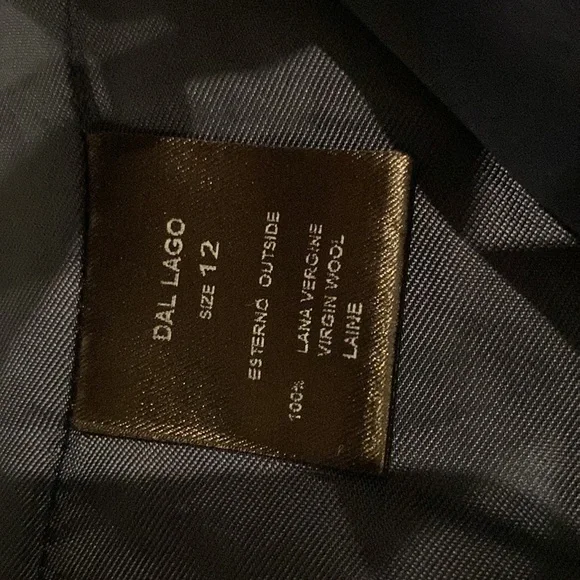 DAL LAGO
SIZE 12
ESTERNO OUTSIDE
100% LANA VERGINE
VIRGIN WOOL
LAINE